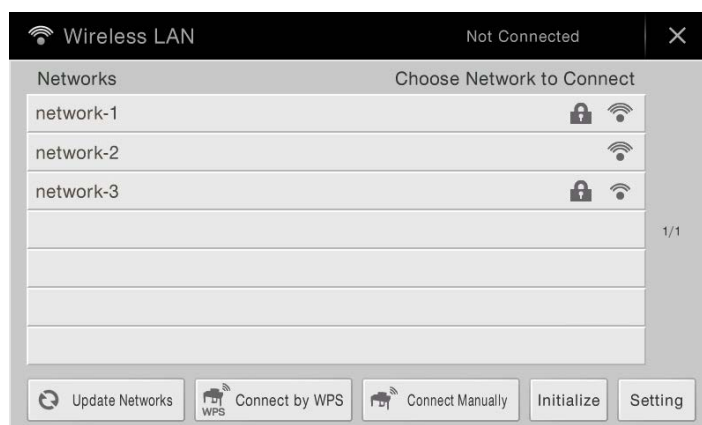 Wireless LAN Not Connected
Networks Choose Network to Connect
network-1
network-2
network-3
1/1
Update Networks WPS Connect by WPS Connect Manually Initialize Setting